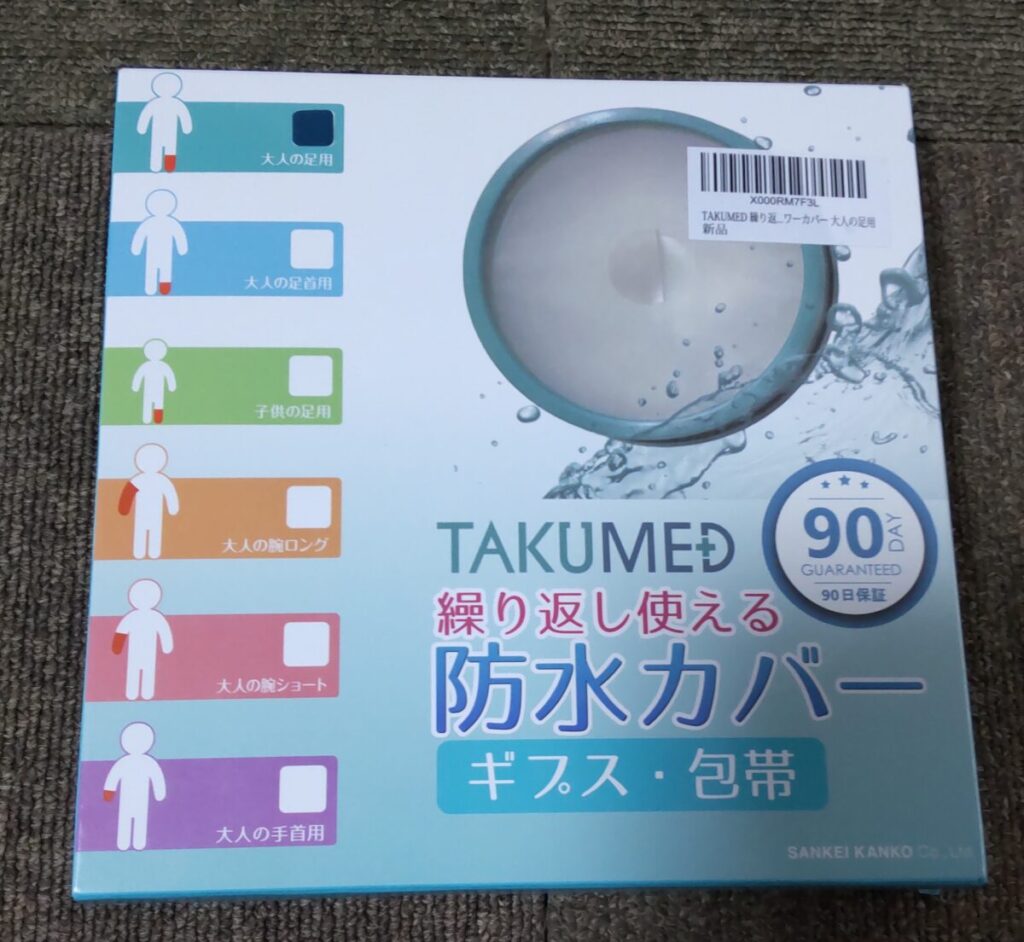 大人の足用
大人の足首用
子供の足用
大人の腕ロング
大人の腕ショート
大人の手首用
X000RM7F3L
TAKUMED 繰り返...ワーカバー 大人の足用
新品
90 DAY
GUARANTEED
90日保証
TAKUMED
繰り返し使える
防水カバー
ギプス・包帯
SANKEI KANKO Co.,Ltd